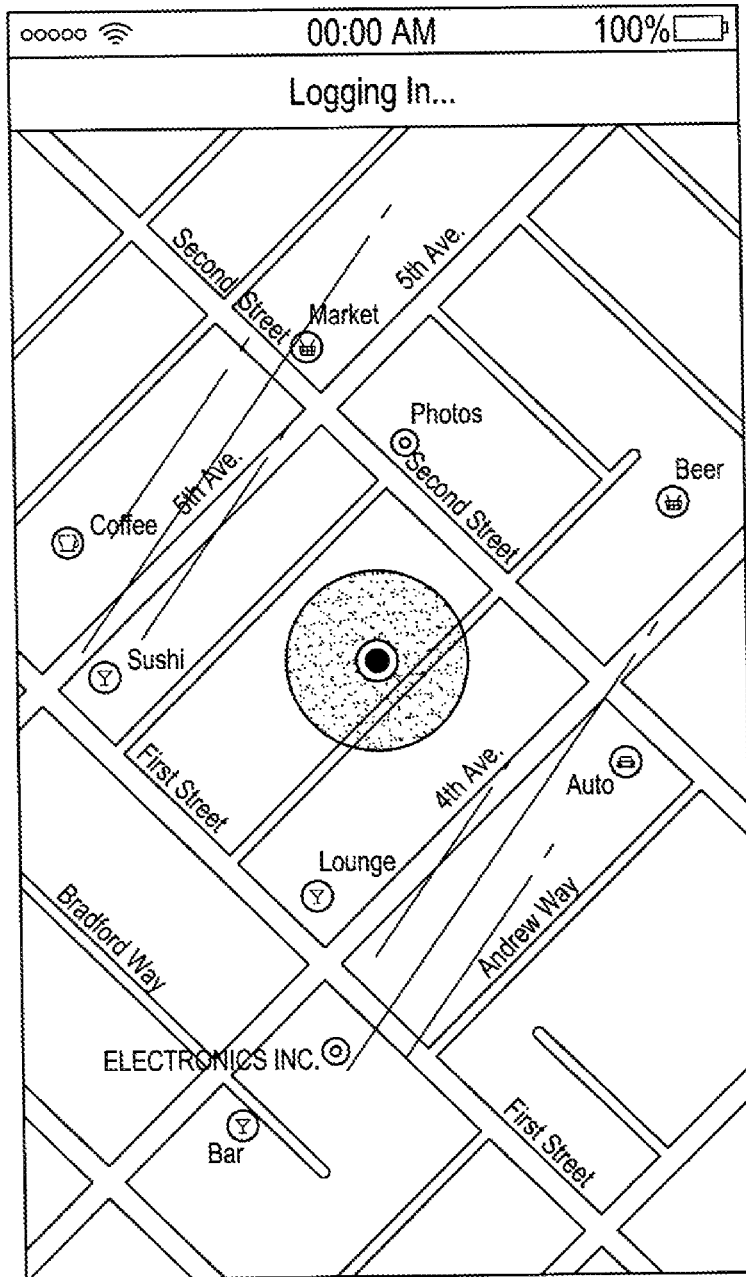 00:00 AM
100%
Logging In...
Second Street
5th Ave.
Market
Photos
Second Street
Beer
5th Ave.
Coffee
Sushi
First Street
4th Ave.
Auto
Lounge
Bradford Way
Andrew Way
ELECTRONICS INC.
First Street
Bar